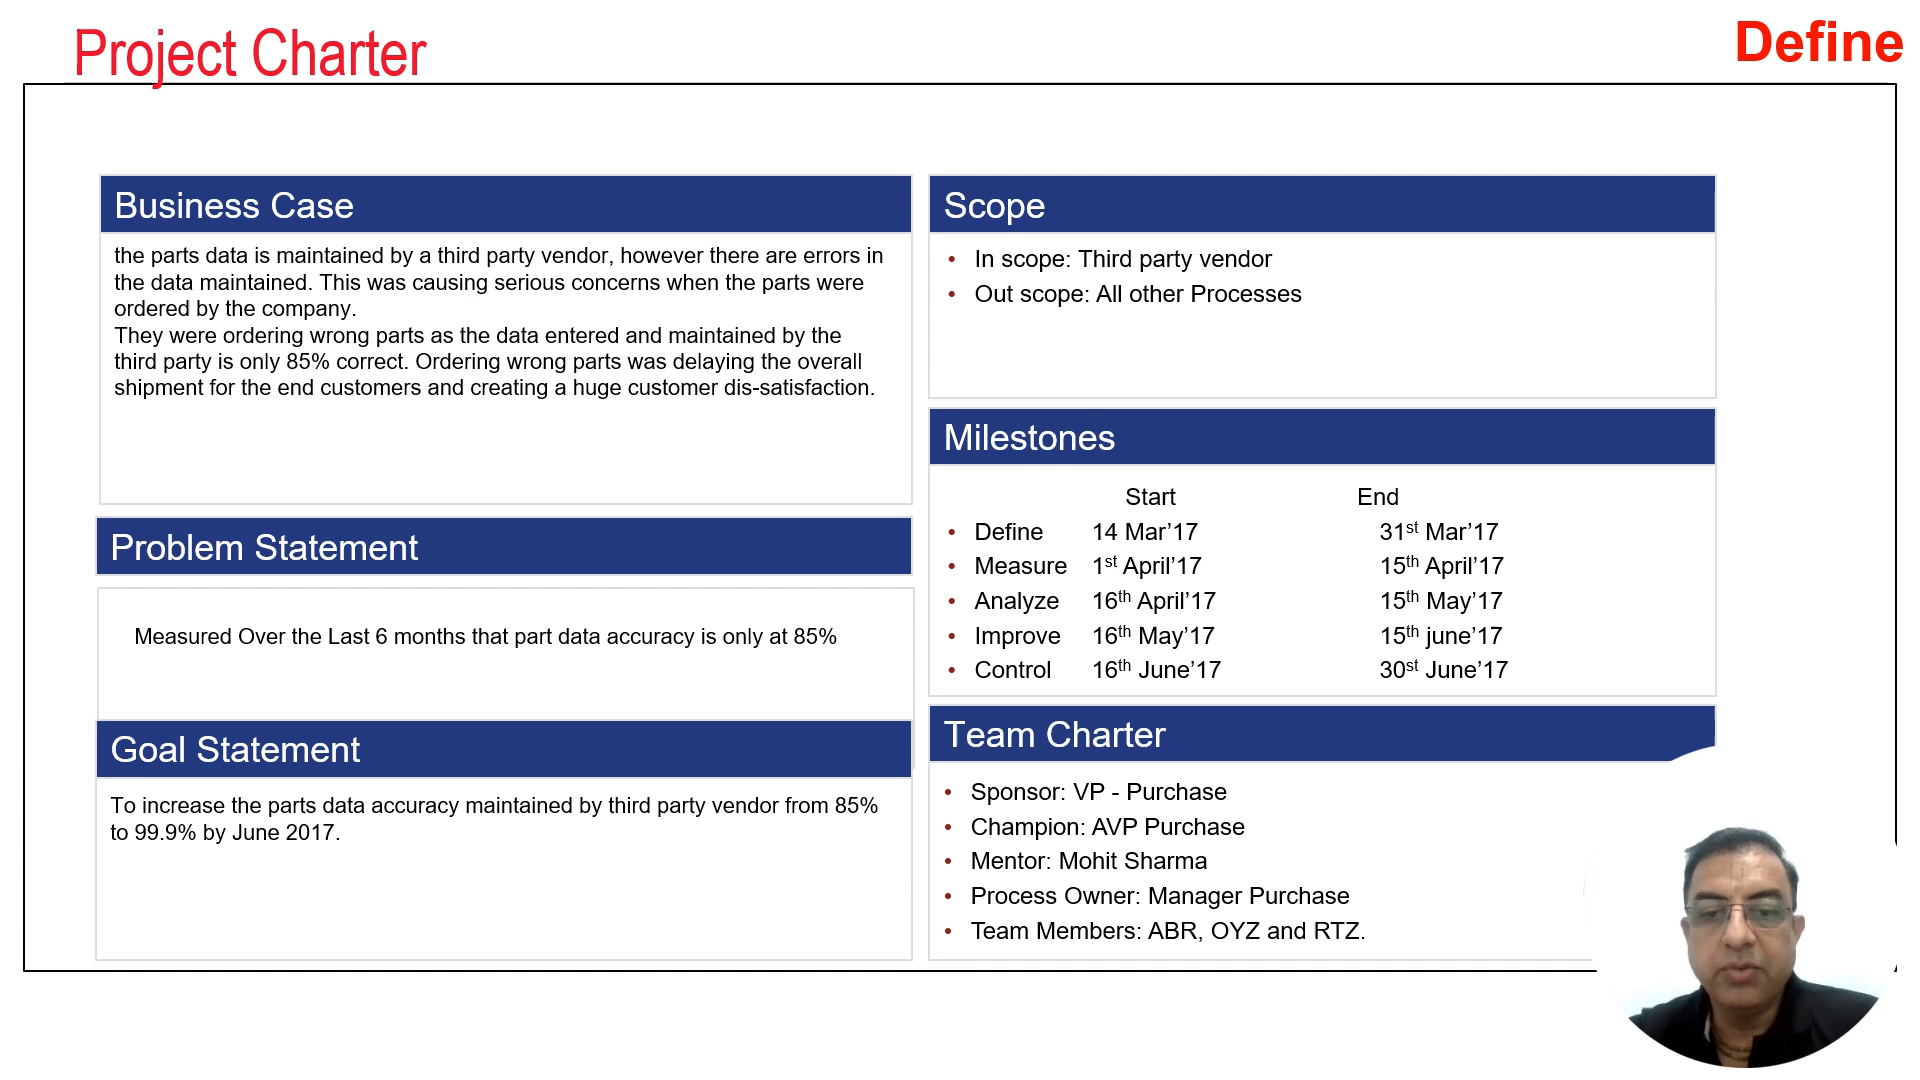 Project Charter
Define
Business Case
the parts data is maintained by a third party vendor, however there are errors in
the data maintained. This was causing serious concerns when the parts were
ordered by the company.
They were ordering wrong parts as the data entered and maintained by the
third party is only 85% correct. Ordering wrong parts was delaying the overall
shipment for the end customers and creating a huge customer dis-satisfaction.
Problem Statement
Measured Over the Last 6 months that part data accuracy is only at 85%
Goal Statement
To increase the parts data accuracy maintained by third party vendor from 85%
to 99.9% by June 2017.
Scope
• In scope: Third party vendor
• Out scope: All other Processes
Milestones
Start End
• Define 14 Mar’17 31st Mar’17
• Measure 1st April’17 15th April’17
• Analyze 16th April’17 15th May’17
• Improve 16th May’17 15th june’17
• Control 16th June’17 30st June’17
Team Charter
• Sponsor: VP - Purchase
• Champion: AVP Purchase
• Mentor: Mohit Sharma
• Process Owner: Manager Purchase
• Team Members: ABR, OYZ and RTZ.